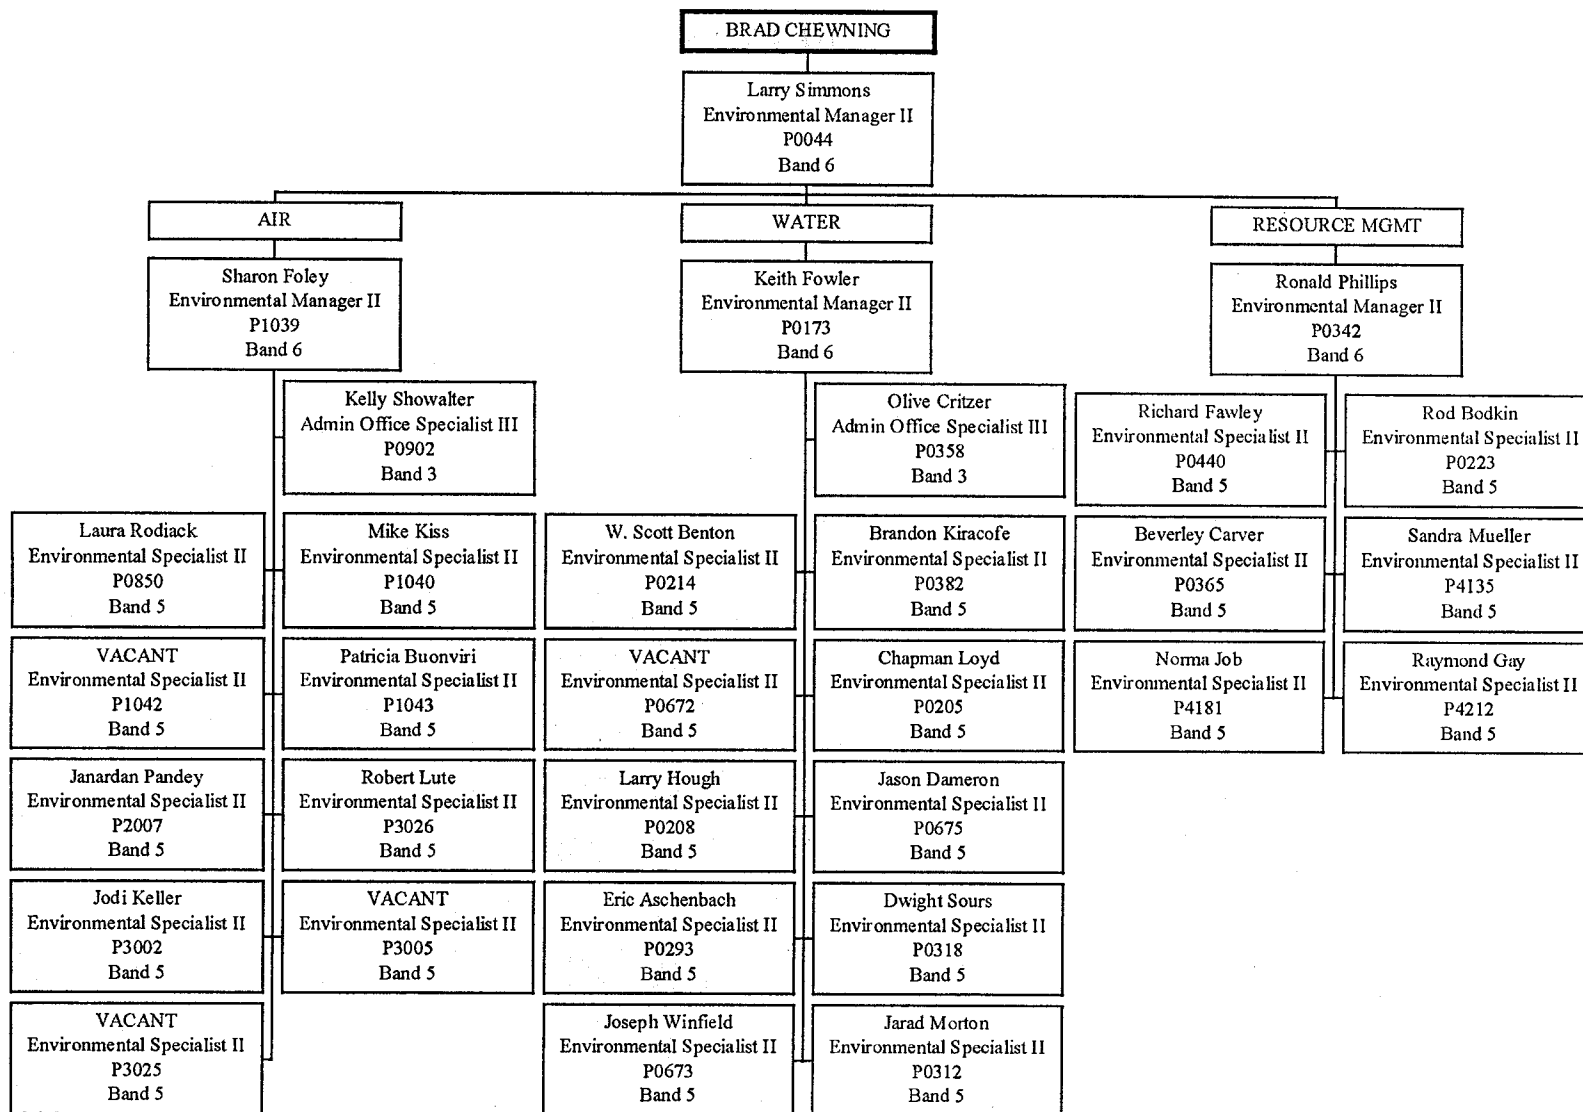 BRAD CHEWNING
Larry Simmons
Environmental Manager II
P0044
Band 6
AIR
Sharon Foley
Environmental Manager II
P1039
Band 6
Kelly Showalter
Admin Office Specialist III
P0902
Band 3
Laura Rodiack
Environmental Specialist II
P0850
Band 5
Mike Kiss
Environmental Specialist II
P1040
Band 5
VACANT
Environmental Specialist II
P1042
Band 5
Patricia Buonviri
Environmental Specialist II
P1043
Band 5
Janardan Pandey
Environmental Specialist II
P2007
Band 5
Robert Lute
Environmental Specialist II
P3026
Band 5
Jodi Keller
Environmental Specialist II
P3002
Band 5
VACANT
Environmental Specialist II
P3005
Band 5
VACANT
Environmental Specialist II
P3025
Band 5
WATER
Keith Fowler
Environmental Manager II
P0173
Band 6
Olive Critzer
Admin Office Specialist III
P0358
Band 3
W. Scott Benton
Environmental Specialist II
P0214
Band 5
Brandon Kiracofe
Environmental Specialist II
P0382
Band 5
VACANT
Environmental Specialist II
P0672
Band 5
Chapman Loyd
Environmental Specialist II
P0205
Band 5
Larry Hough
Environmental Specialist II
P0208
Band 5
Jason Dameron
Environmental Specialist II
P0675
Band 5
Eric Aschenbach
Environmental Specialist II
P0293
Band 5
Dwight Sours
Environmental Specialist II
P0318
Band 5
Joseph Winfield
Environmental Specialist II
P0673
Band 5
Jarad Morton
Environmental Specialist II
P0312
Band 5
RESOURCE MGMT
Ronald Phillips
Environmental Manager II
P0342
Band 6
Richard Fawley
Environmental Specialist II
P0440
Band 5
Rod Bodkin
Environmental Specialist II
P0223
Band 5
Beverley Carver
Environmental Specialist II
P0365
Band 5
Sandra Mueller
Environmental Specialist II
P4135
Band 5
Norma Job
Environmental Specialist II
P4181
Band 5
Raymond Gay
Environmental Specialist II
P4212
Band 5